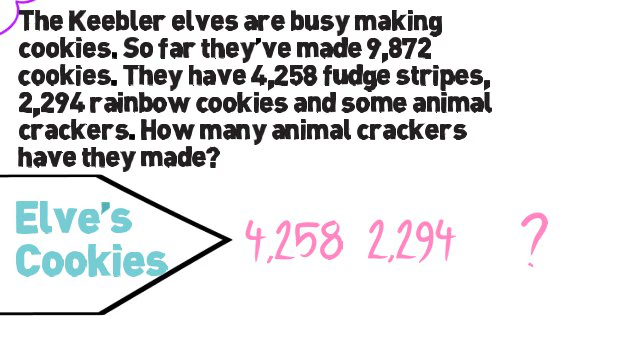 The Keebler elves are busy making
cookies. So far they've made 9,872
cookies. They have 4,258 fudge stripes,
2,294 rainbow cookies and some animal
crackers. How many animal crackers
have they made?
Elve's
Cookies
4,258 2,294 ?